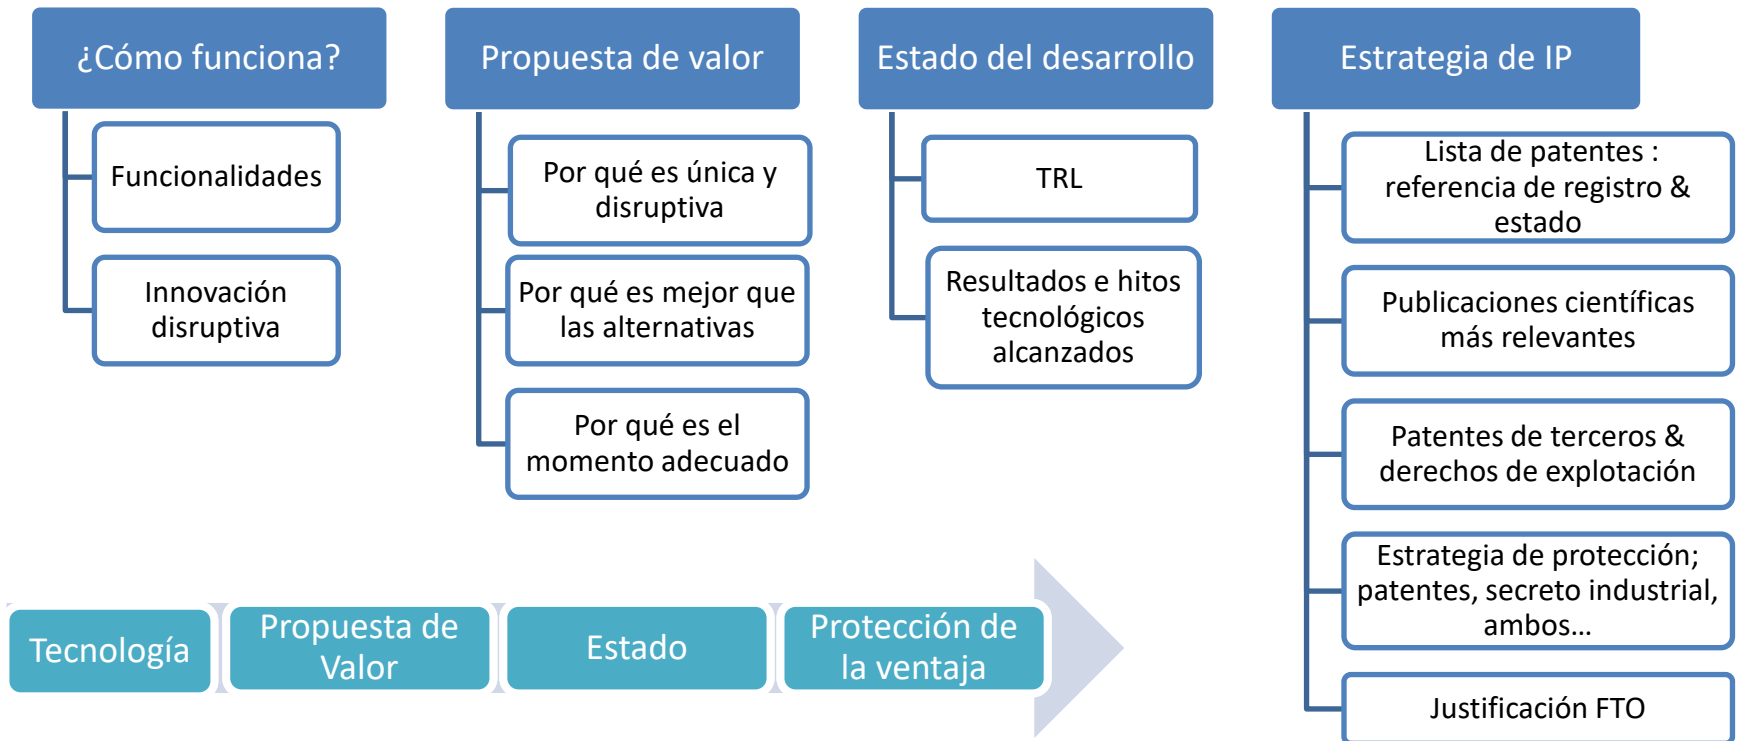 ¿Cómo funciona?
Funcionalidades
Innovación
disruptiva
Propuesta de valor
Por qué es única y
disruptiva
Por qué es mejor que
las alternativas
Por qué es el
momento adecuado
Estado del desarrollo
TRL
Resultados e hitos
tecnológicos
alcanzados
Estrategia de IP
Lista de patentes :
referencia de registro &
estado
Publicaciones científicas
más relevantes
Patentes de terceros &
derechos de explotación
Estrategia de protección;
patentes, secreto industrial,
ambos...
Justificación FTO
Tecnología
Propuesta de
Valor
Estado
Protección de
la ventaja